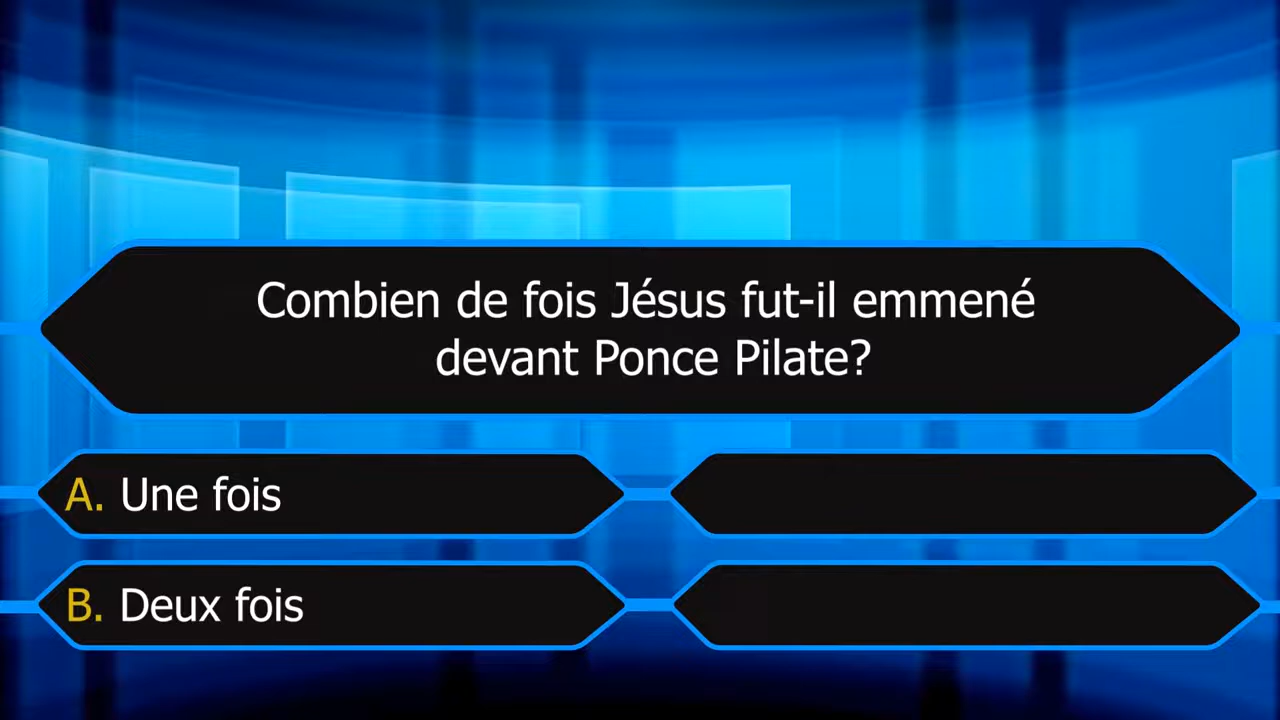 Combien de fois Jésus fut-il emmené
devant Ponce Pilate?
A. Une fois
B. Deux fois